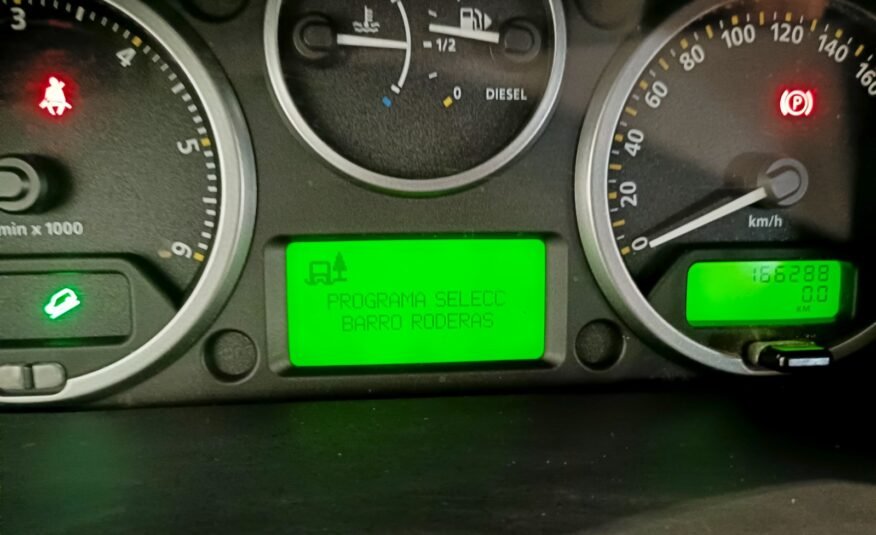 3
4
5
6
min x 1000
1/2
0
DIESEL
0
20
40
60
80
100
120
140
160
P
km/h
PROGRAMA SELECC
BARRO RODERAS
166288
0.0
KM